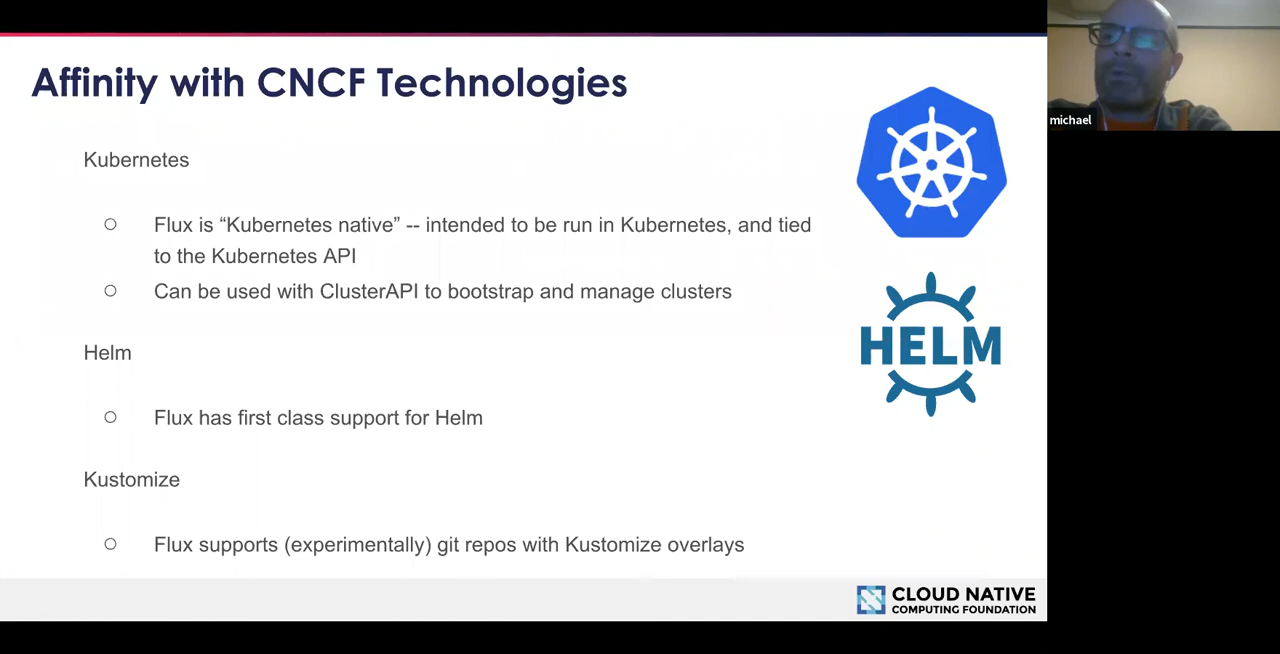 Affinity with CNCF Technologies
michael
Kubernetes
○ Flux is “Kubernetes native” -- intended to be run in Kubernetes, and tied
to the Kubernetes API
○ Can be used with ClusterAPI to bootstrap and manage clusters
Helm
HELM
○ Flux has first class support for Helm
Kustomize
○ Flux supports (experimentally) git repos with Kustomize overlays
CLOUD NATIVE
COMPUTING FOUNDATION